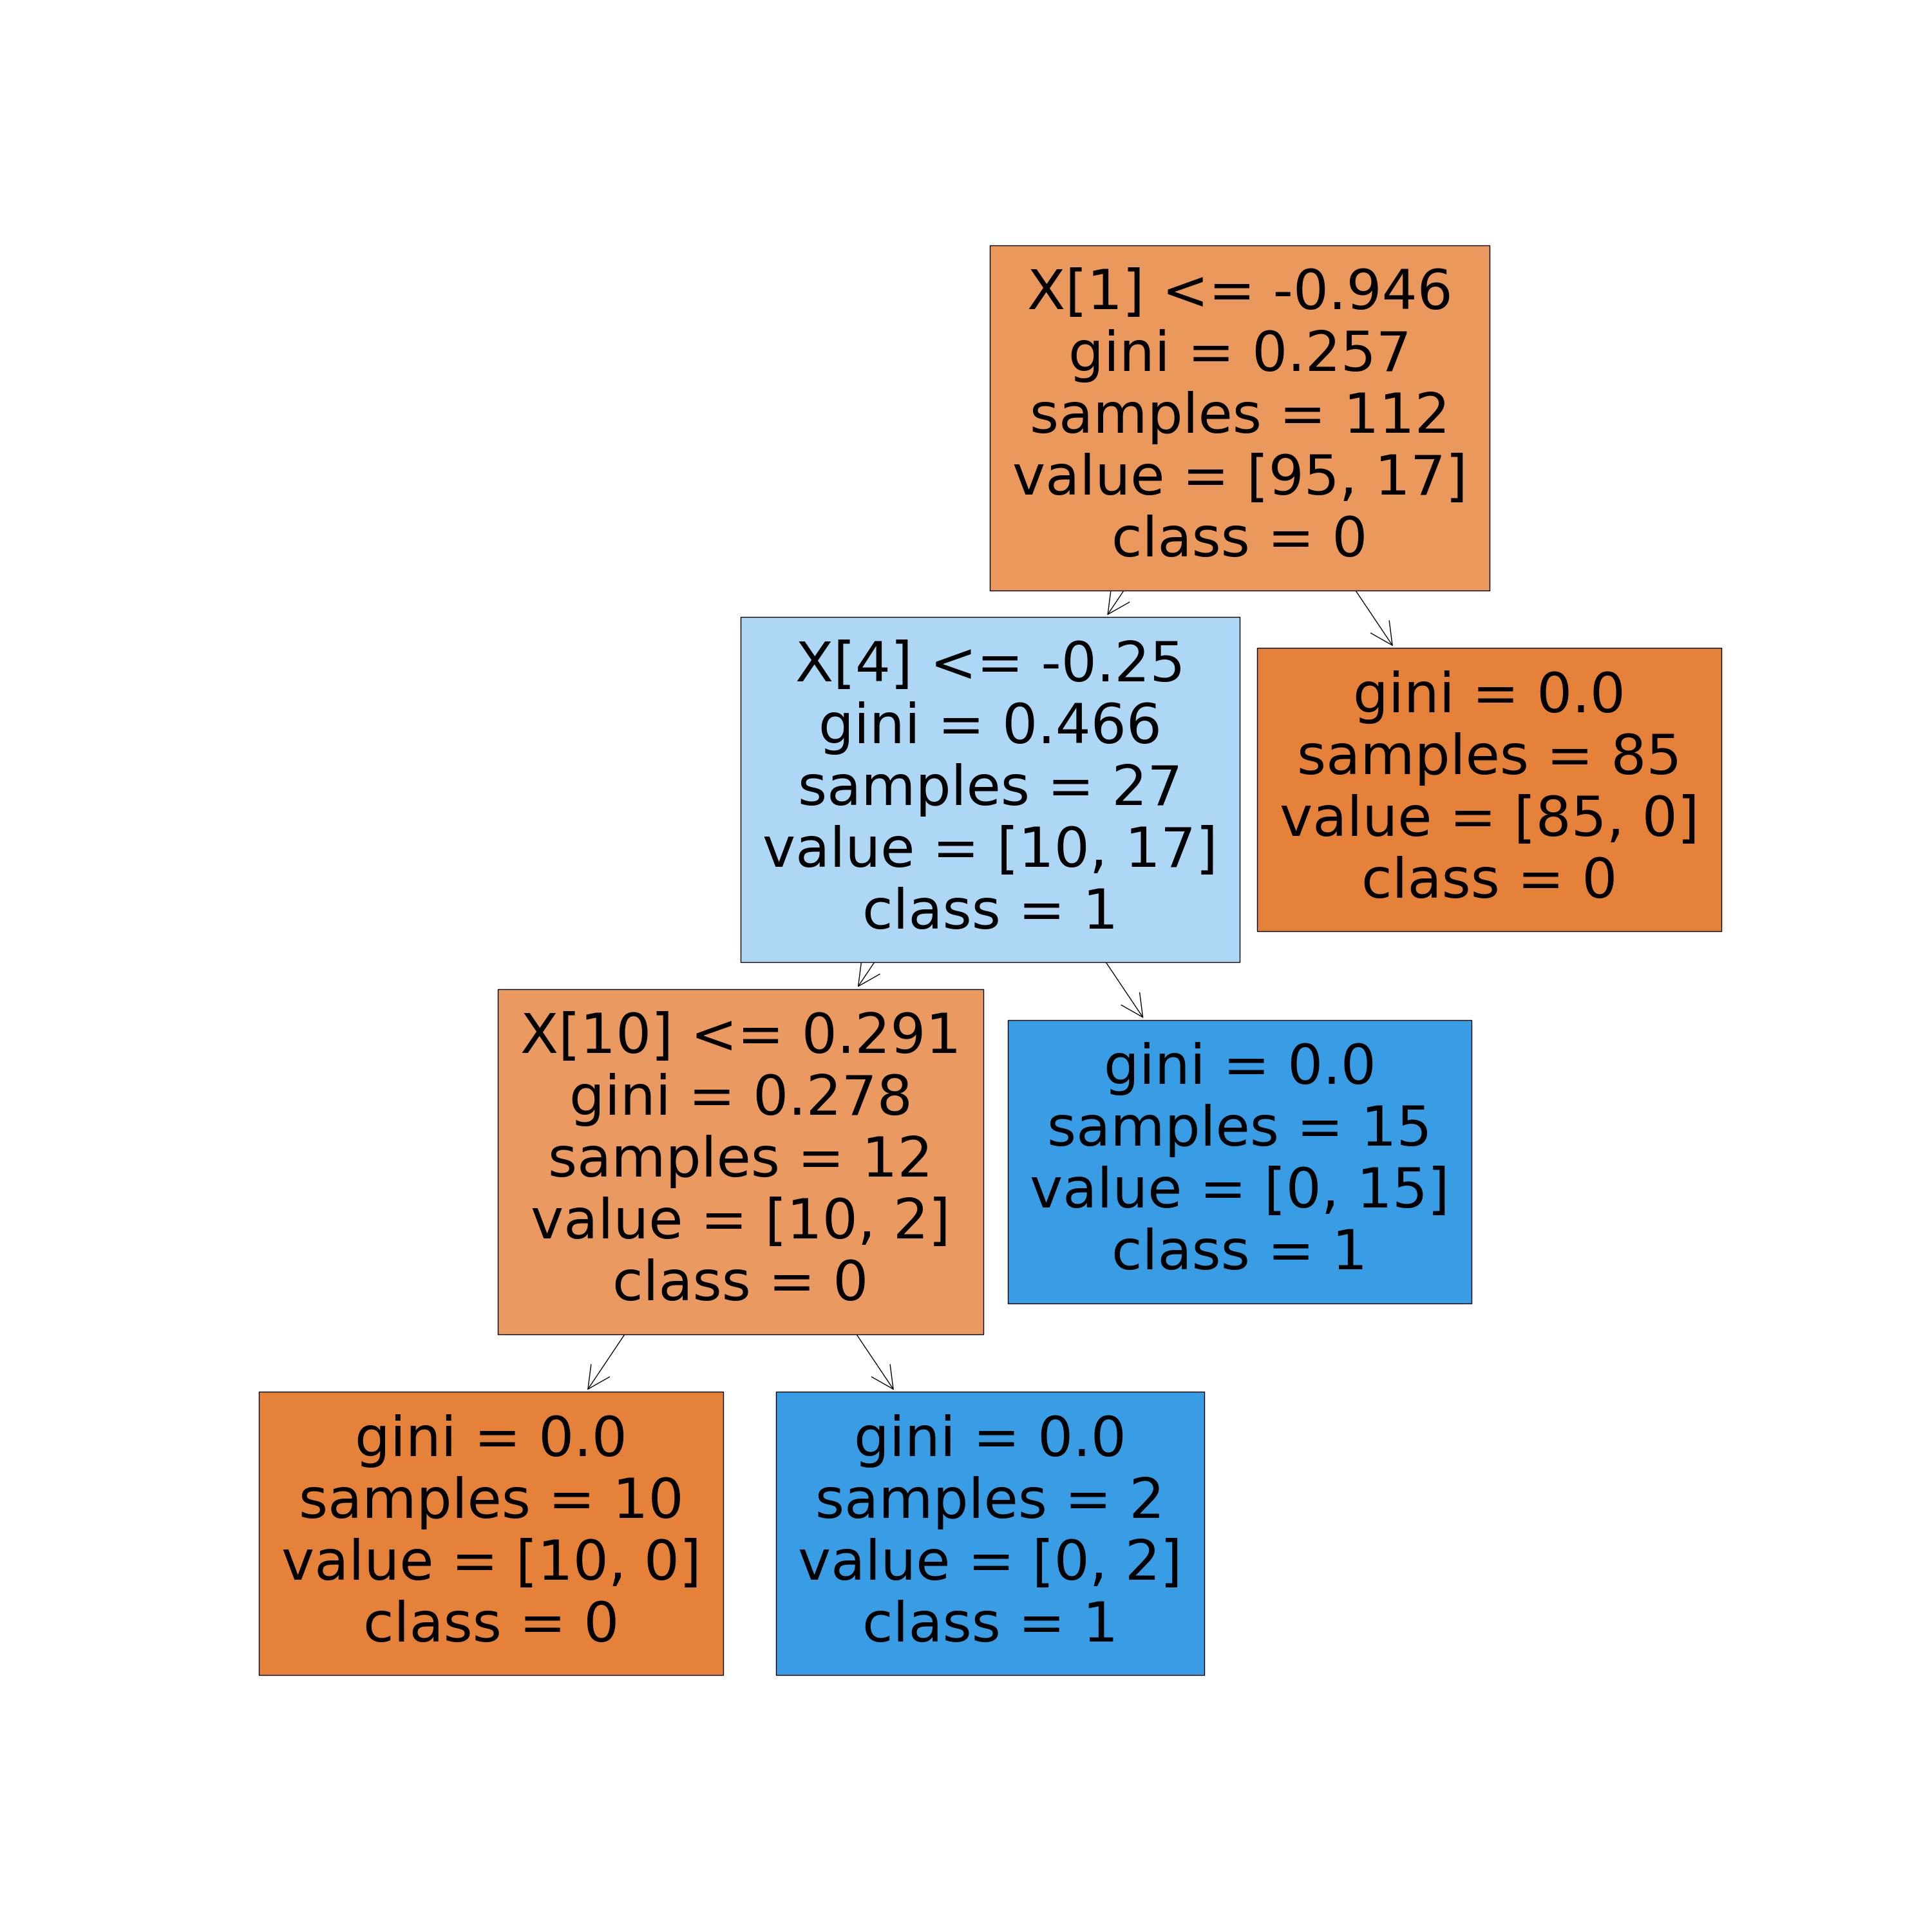 X[1] <= -0.946
gini = 0.257
samples = 112
value = [95, 17]
class = 0
X[4] <= -0.25
gini = 0.466
samples = 27
value = [10, 17]
class = 1
gini = 0.0
samples = 85
value = [85, 0]
class = 0
X[10] <= 0.291
gini = 0.278
samples = 12
value = [10, 2]
class = 0
gini = 0.0
samples = 15
value = [0, 15]
class = 1
gini = 0.0
samples = 10
value = [10, 0]
class = 0
gini = 0.0
samples = 2
value = [0, 2]
class = 1